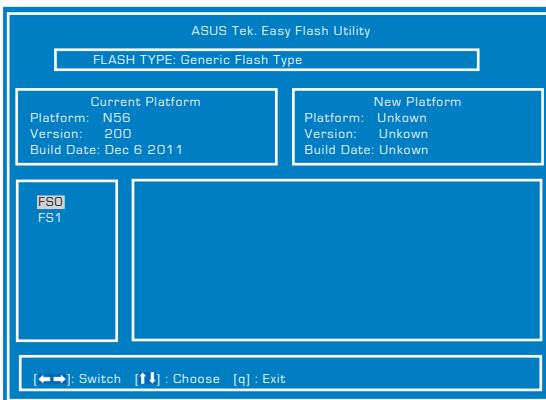 ASUS Tek. Easy Flash Utility
FLASH TYPE: Generic Flash Type
Current Platform
Platform: N56
Version: 200
Build Date: Dec 6 2011
New Platform
Platform: Unkown
Version: Unkown
Build Date: Unkown
FS0
FS1
[⬅➡]: Switch [⬆⬇] : Choose [q] : Exit